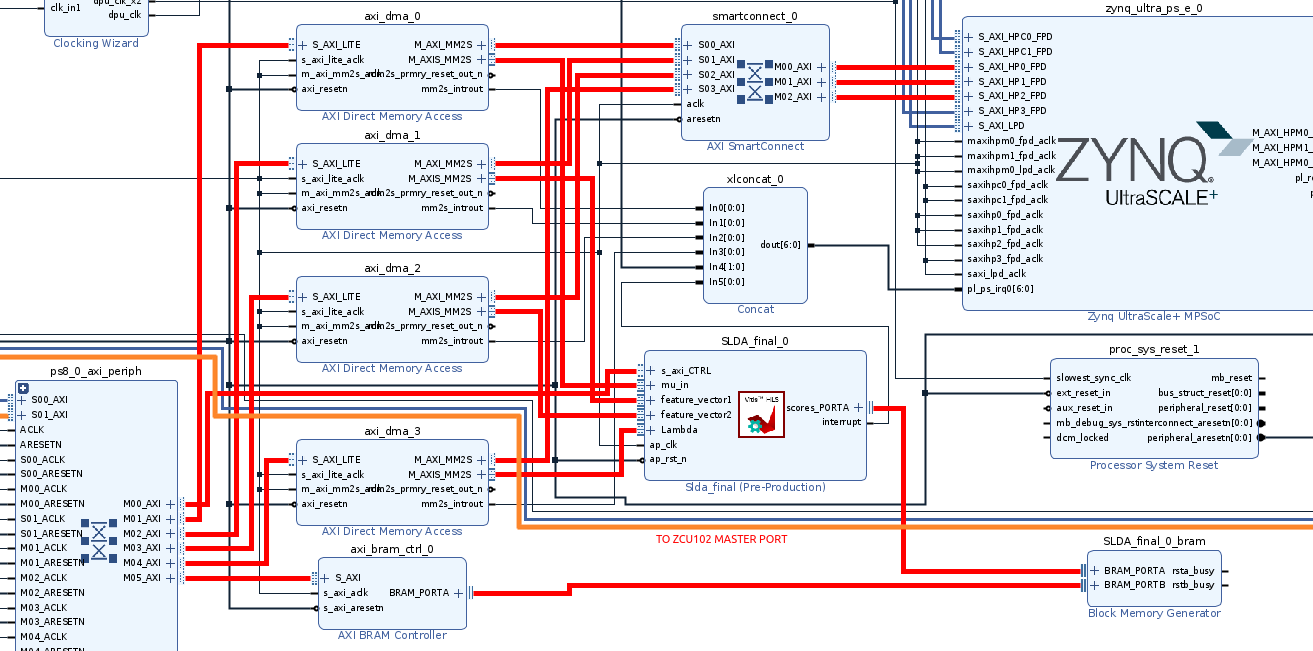 clk_in1
dpu_clk_x2
dpu_clk
Clocking Wizard
axi_dma_0
S_AXI_LITE
s_axi_lite_aclk
axi_resetn
M_AXI_MM2S
M_AXIS_MM2S
mm2s_prmry_reset_out_n
mm2s_introut
AXI Direct Memory Access
axi_dma_1
S_AXI_LITE
s_axi_lite_aclk
axi_resetn
M_AXI_MM2S
M_AXIS_MM2S
mm2s_prmry_reset_out_n
mm2s_introut
AXI Direct Memory Access
axi_dma_2
S_AXI_LITE
s_axi_lite_aclk
axi_resetn
M_AXI_MM2S
M_AXIS_MM2S
mm2s_prmry_reset_out_n
mm2s_introut
AXI Direct Memory Access
axi_dma_3
S_AXI_LITE
s_axi_lite_aclk
axi_resetn
M_AXI_MM2S
M_AXIS_MM2S
mm2s_prmry_reset_out_n
mm2s_introut
AXI Direct Memory Access
axi_bram_ctrl_0
S_AXI
s_axi_aclk
s_axi_aresetn
BRAM_PORTA
AXI BRAM Controller
ps8_0_axi_periph
S00_AXI
S01_AXI
ACLK
ARESETN
S00_ACLK
S00_ARESETN
M00_ACLK
M00_ARESETN
S01_ACLK
S01_ARESETN
M01_ACLK
M01_ARESETN
M02_ACLK
M02_ARESETN
M03_ACLK
M03_ARESETN
M04_ACLK
M00_AXI
M01_AXI
M02_AXI
M03_AXI
M04_AXI
M05_AXI
smartconnect_0
S00_AXI
S01_AXI
S02_AXI
S03_AXI
aclk
aresetn
M00_AXI
M01_AXI
M02_AXI
AXI SmartConnect
xlconcat_0
In0[0:0]
In1[0:0]
In2[0:0]
In3[0:0]
In4[1:0]
In5[0:0]
dout[6:0]
Concat
SLDA_final_0
s_axi_CTRL
mu_in
feature_vector1
feature_vector2
Lambda
ap_clk
ap_rst_n
HLS
scores_PORTA
interrupt
Slda_final (Pre-Production)
TO ZCU102 MASTER PORT
zynq_ultra_ps_e_0
S_AXI_HPC0_FPD
S_AXI_HPC1_FPD
S_AXI_HP0_FPD
S_AXI_HP1_FPD
S_AXI_HP2_FPD
S_AXI_HP3_FPD
S_AXI_LPD
maxihpm0_fpd_aclk
maxihpm1_fpd_aclk
maxihpm0_lpd_aclk
saxihpc0_fpd_aclk
saxihpc1_fpd_aclk
saxihp0_fpd_aclk
saxihp1_fpd_aclk
saxihp2_fpd_aclk
saxihp3_fpd_aclk
saxi_lpd_aclk
pl_ps_irq0[6:0]
ZYNQ
UltraSCALE+
M_AXI_HPM0_
M_AXI_HPM1_
M_AXI_HPM0_
Zynq UltraScale+ MPSoC
proc_sys_reset_1
slowest_sync_clk
ext_reset_in
aux_reset_in
mb_debug_sys_rst
dcm_locked
mb_reset
bus_struct_reset[0:0]
peripheral_reset[0:0]
interconnect_aresetn[0:0]
peripheral_aresetn[0:0]
Processor System Reset
SLDA_final_0_bram
BRAM_PORTA
BRAM_PORTB
rsta_busy
rstb_busy
Block Memory Generator